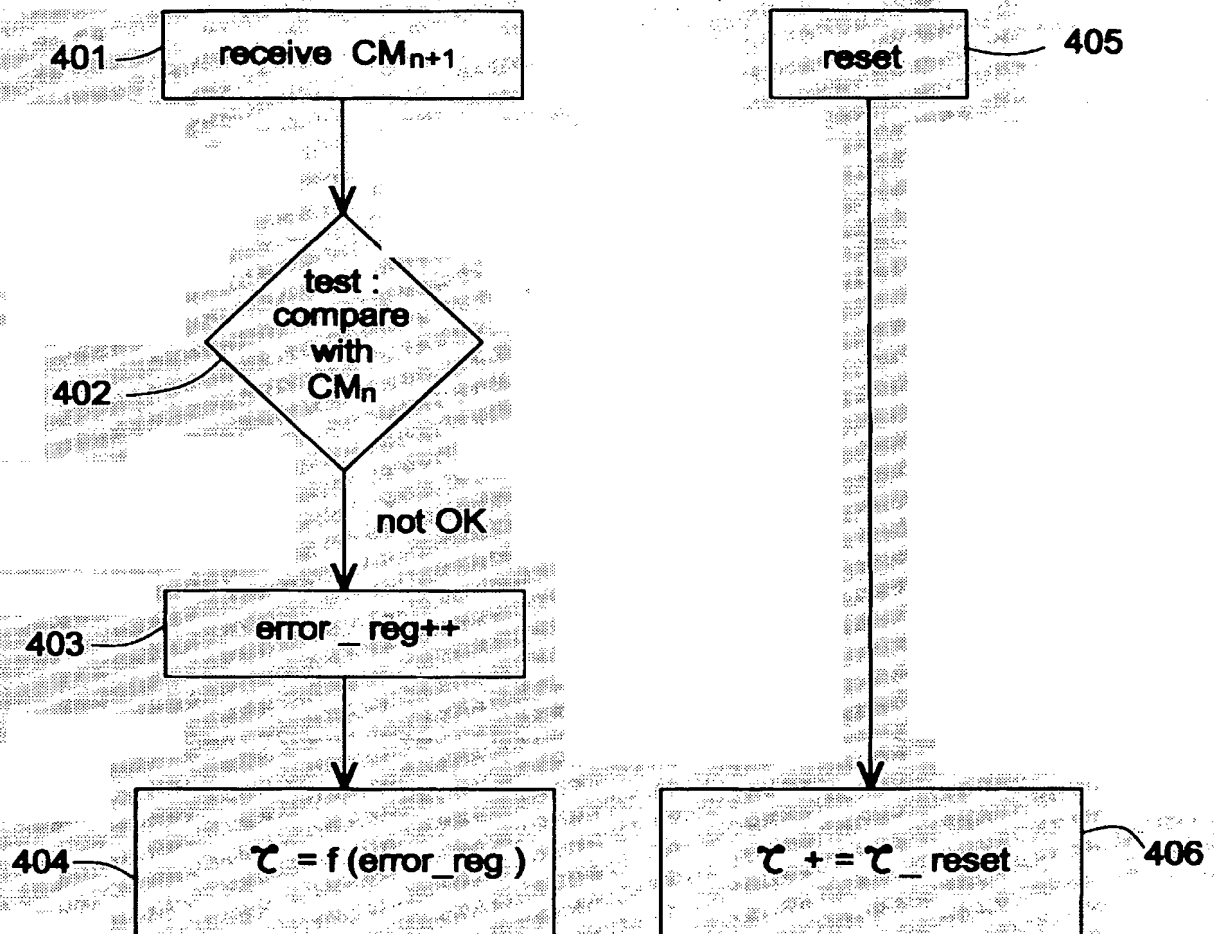 401
receive CMn+1
reset
405
test :
compare
with
CMn
402
not OK
403
error _ reg++
404
τ = f (error_reg )
τ + = τ _ reset
406